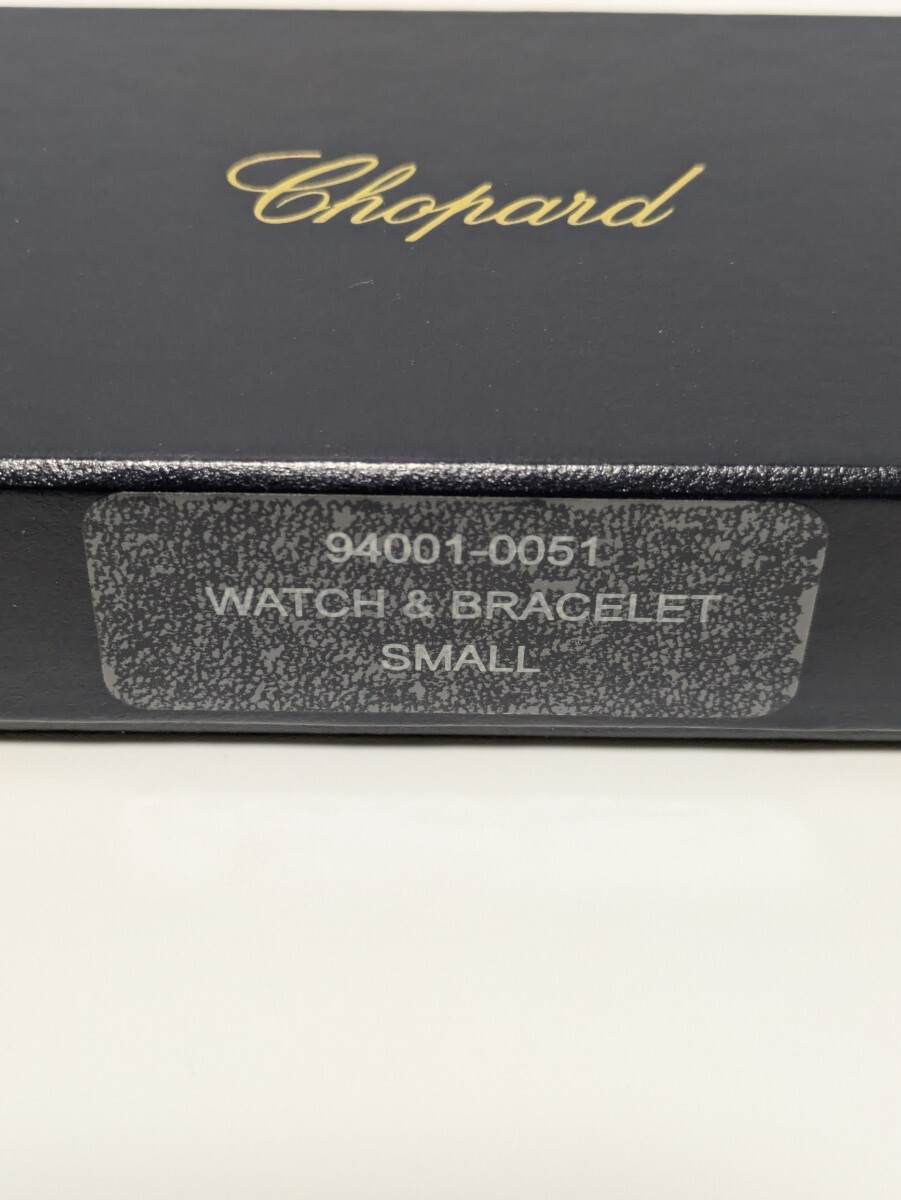 Chopard
94001-0051
WATCH & BRACELET
SMALL